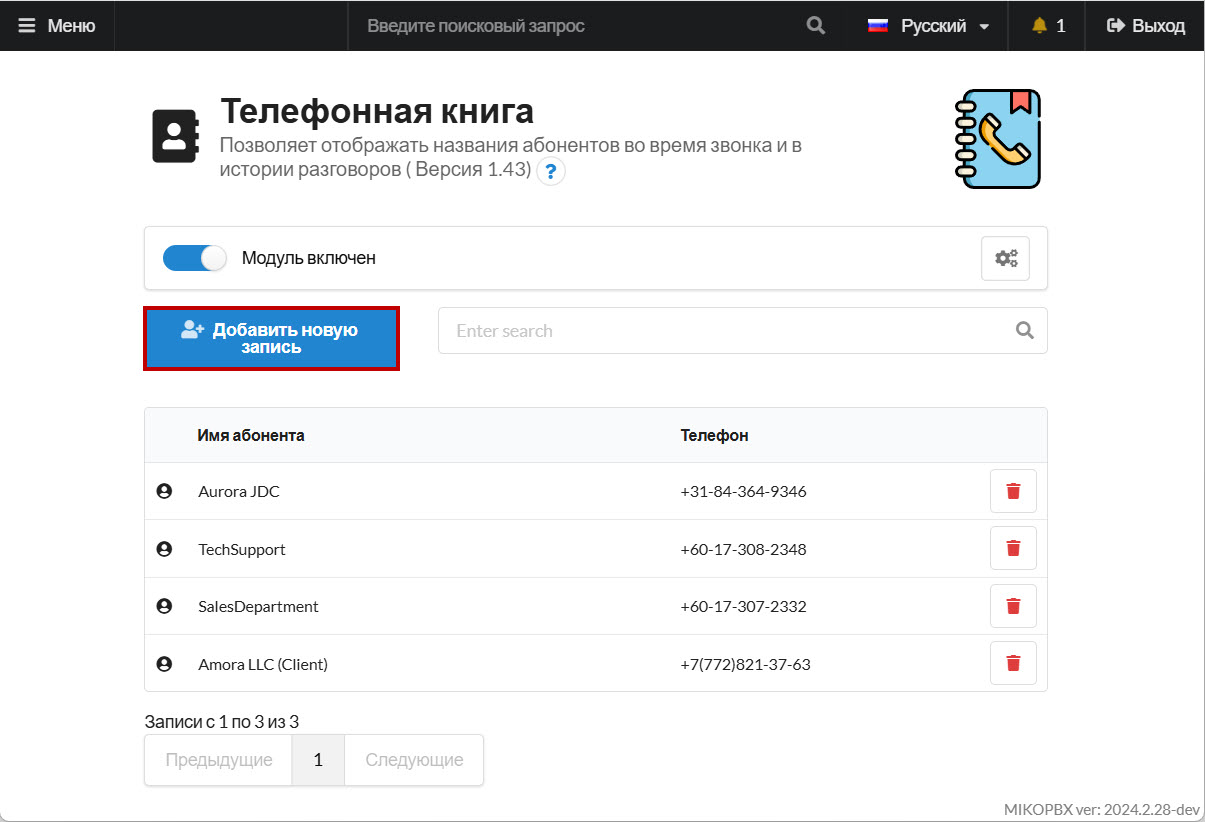 Меню
Введите поисковый запрос
Русский
1
Выход
Телефонная книга
Позволяет отображать названия абонентов во время звонка и в
истории разговоров ( Версия 1.43) ?
Модуль включен
Добавить новую
запись
Enter search
Имя абонента Телефон
Aurora JDC +31-84-364-9346
TechSupport +60-17-308-2348
SalesDepartment +60-17-307-2332
Amora LLC (Client) +7(772)821-37-63
Записи с 1 по 3 из 3
Предыдущие 1 Следующие
MIKOPBX ver: 2024.2.28-dev